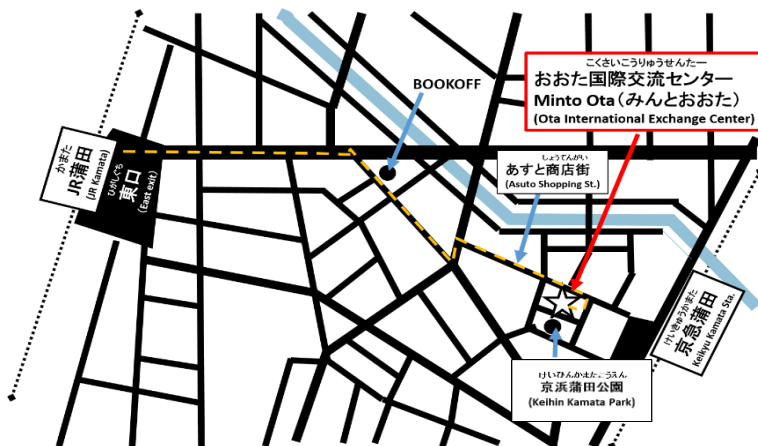 かまた
JR蒲田
(JR Kamata)
ひがしぐち
東口
(East exit)
BOOKOFF
こくさいこうりゅうせんたー
おおた国際交流センター
Minto Ota(みんとおおた)
(Ota International Exchange Center)
しょうてんがい
あすと商店街
(Asuto Shopping St.)
けいきゅうかまた
京急蒲田
Keikyu Kamata Sta.
けいひんかまたこうえん
京浜蒲田公園
(Keihin Kamata Park)